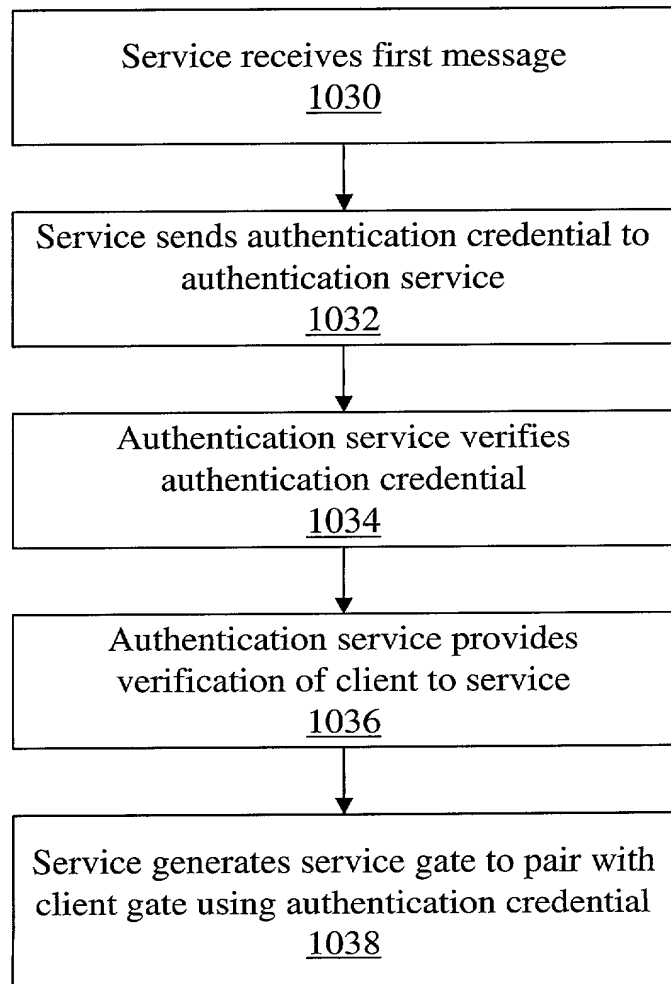 Service receives first message
1030
Service sends authentication credential to
authentication service
1032
Authentication service verifies
authentication credential
1034
Authentication service provides
verification of client to service
1036
Service generates service gate to pair with
client gate using authentication credential
1038